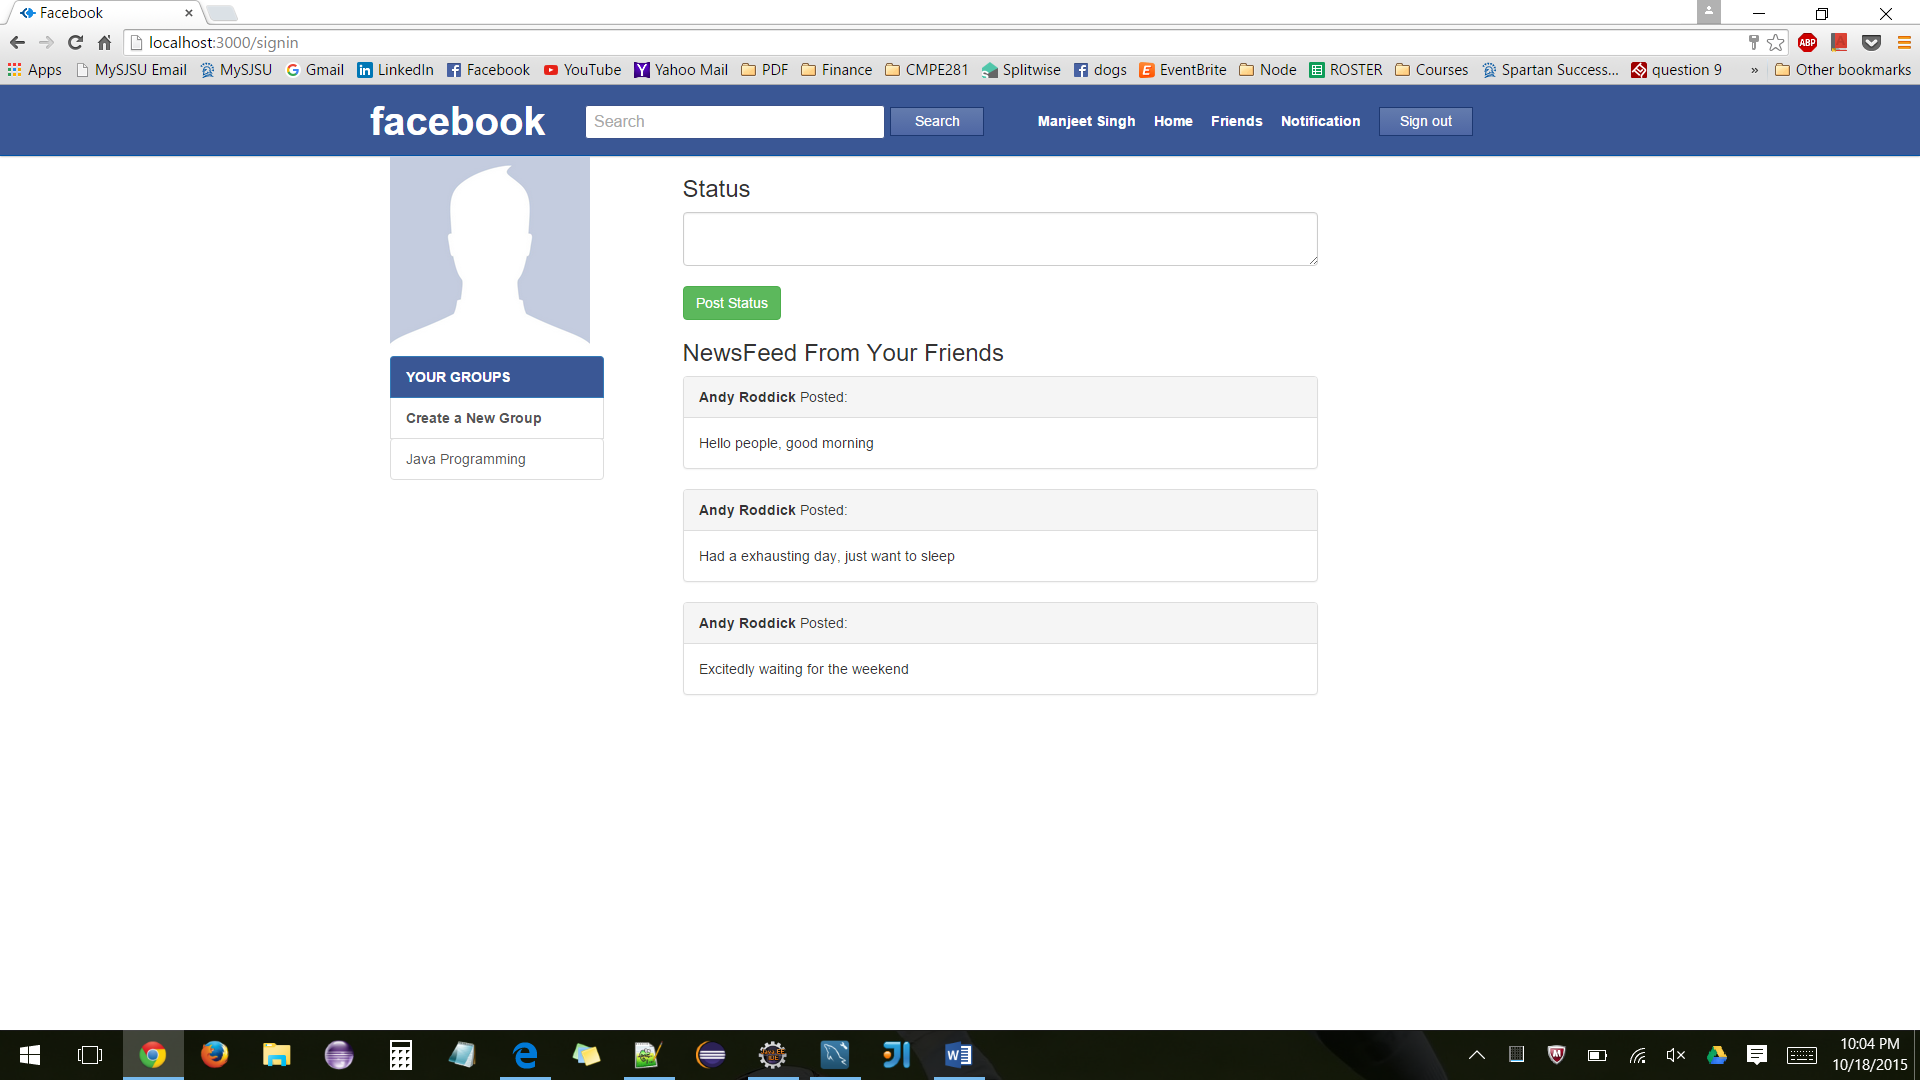 Facebook
localhost:3000/signin
ABP
Apps MySJSU Email MySJSU Gmail LinkedIn Facebook YouTube Yahoo Mail PDF Finance CMPE281 Splitwise dogs EventBrite Node ROSTER Courses Spartan Success... question 9 » Other bookmarks
facebook Search Search Manjeet Singh Home Friends Notification Sign out
Status
Post Status
NewsFeed From Your Friends
YOUR GROUPS
Create a New Group
Java Programming
Andy Roddick Posted:
Hello people, good morning
Andy Roddick Posted:
Had a exhausting day, just want to sleep
Andy Roddick Posted:
Excitedly waiting for the weekend
10:04 PM
10/18/2015